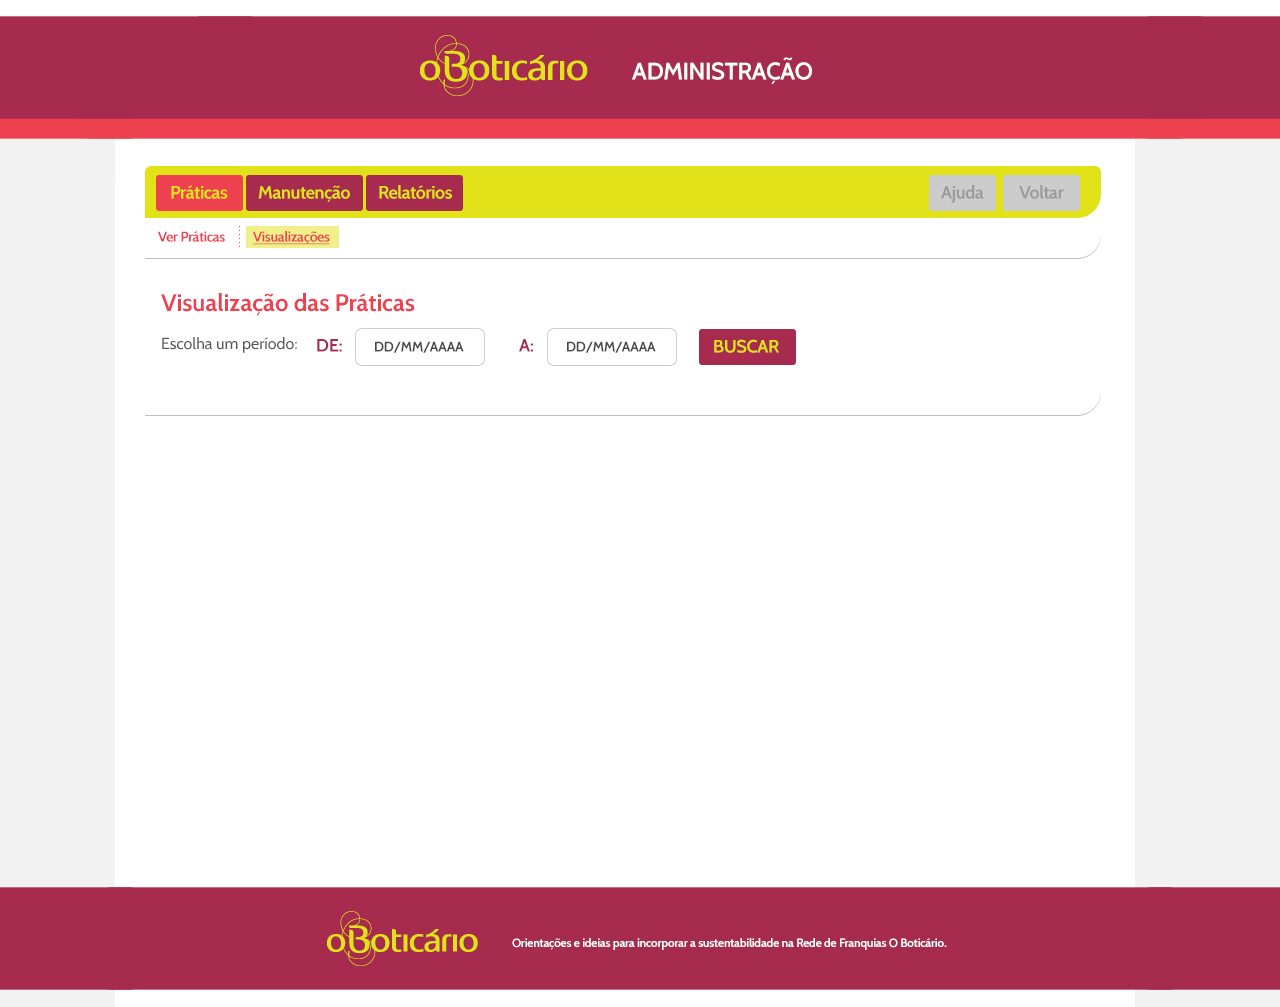 oBoticário ADMINISTRAÇÃO
Práticas Manutenção Relatórios Ajuda Voltar
Ver Práticas Visualizações
Visualização das Práticas
Escolha um período: DE: DD/MM/AAAA A: DD/MM/AAAA BUSCAR
oBoticário Orientações e ideias para incorporar a sustentabilidade na Rede de Franquias O Boticário.